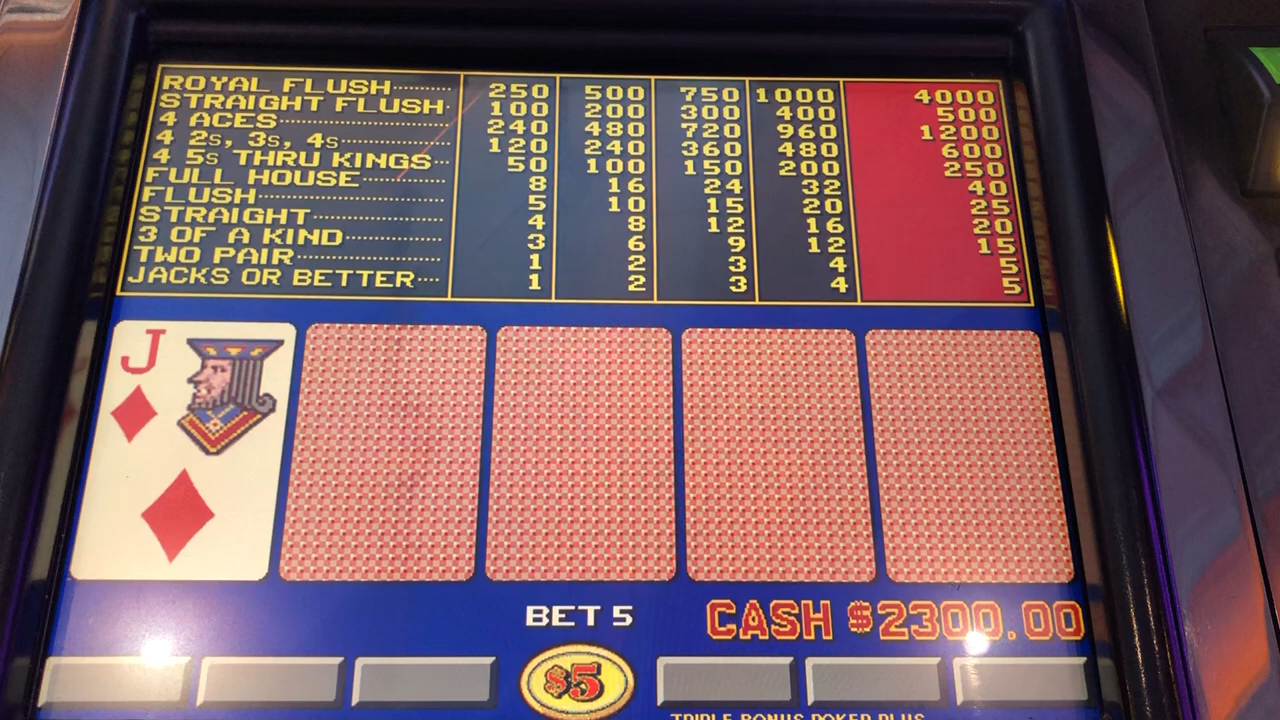 ROYAL FLUSH 250 500 750 1000 4000
STRAIGHT FLUSH 100 200 300 400 500
4 ACES 240 480 720 960 1200
4 2s, 3s, 4s 120 240 360 480 600
4 5s THRU KINGS 50 100 150 200 250
FULL HOUSE 8 16 24 32 40
FLUSH 5 10 15 20 25
STRAIGHT 4 8 12 16 20
3 OF A KIND 3 6 9 12 15
TWO PAIR 1 2 3 4 5
JACKS OR BETTER 1 2 3 4 5
J
BET 5 CASH $2300.00
$5
TRIPLE BONUS POKER PLUS